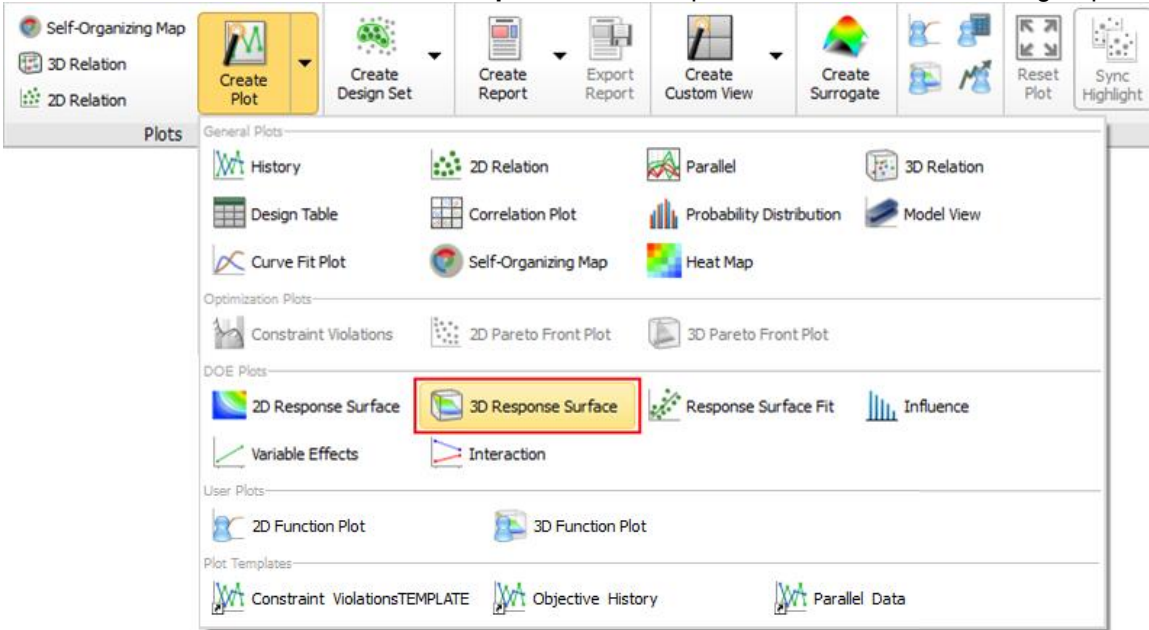 Self-Organizing Map
3D Relation
2D Relation
Plots
Create
Plot
Create
Design Set
Create
Report
Export
Report
Create
Custom View
Create
Surrogate
Reset
Plot
Sync
Highlight
General Plots
History 2D Relation Parallel 3D Relation
Design Table Correlation Plot Probability Distribution Model View
Curve Fit Plot Self-Organizing Map Heat Map
Optimization Plots
Constraint Violations 2D Pareto Front Plot 3D Pareto Front Plot
DOE Plots
2D Response Surface 3D Response Surface Response Surface Fit Influence
Variable Effects Interaction
User Plots
2D Function Plot 3D Function Plot
Plot Templates
Constraint ViolationsTEMPLATE Objective History Parallel Data